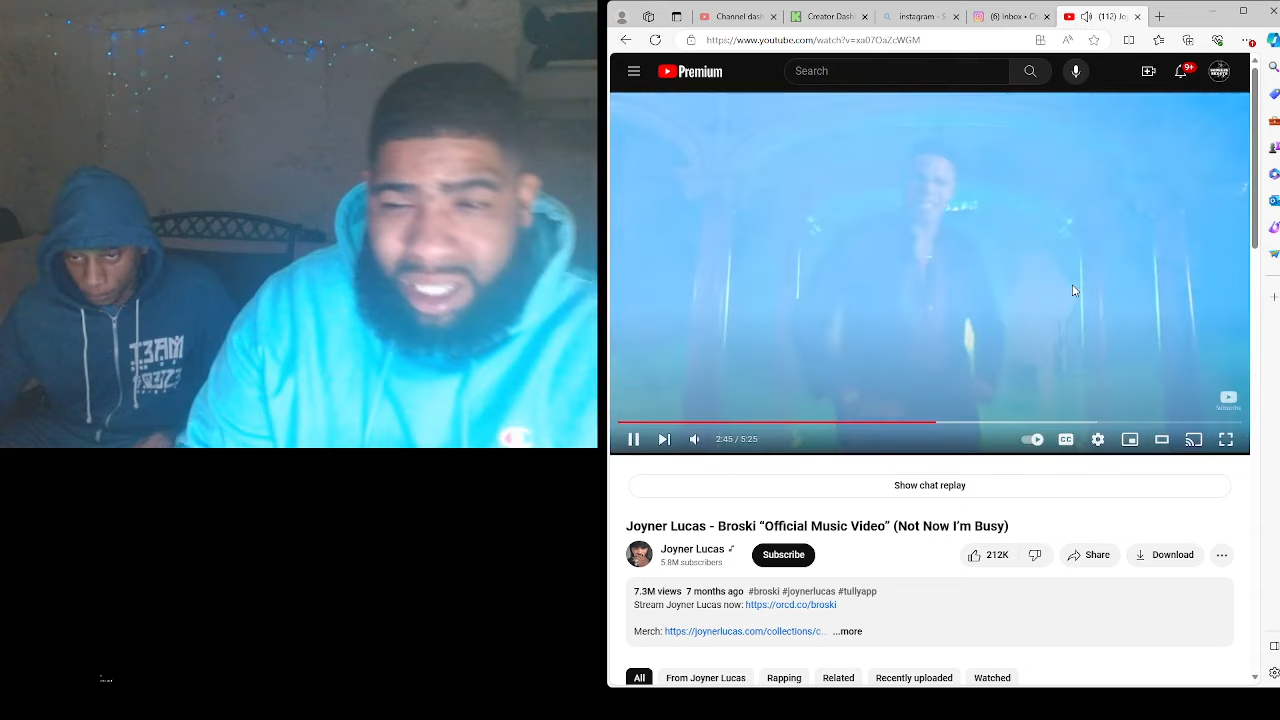 Channel dash
Creator Dash
instagram - S
(6) Inbox • C
(112) Jo
https://www.youtube.com/watch?v=xa07OaZcWGM
Premium
Search
9+
Subscribe
2:45 / 5:25
CC
Show chat replay
Joyner Lucas - Broski “Official Music Video” (Not Now I’m Busy)
Joyner Lucas
5.8M subscribers
Subscribe
212K
Share
Download
7.3M views 7 months ago #broski #joynerlucas #tullyapp
Stream Joyner Lucas now: https://orcd.co/broski
Merch: https://joynerlucas.com/collections/c... ...more
All
From Joyner Lucas
Rapping
Related
Recently uploaded
Watched